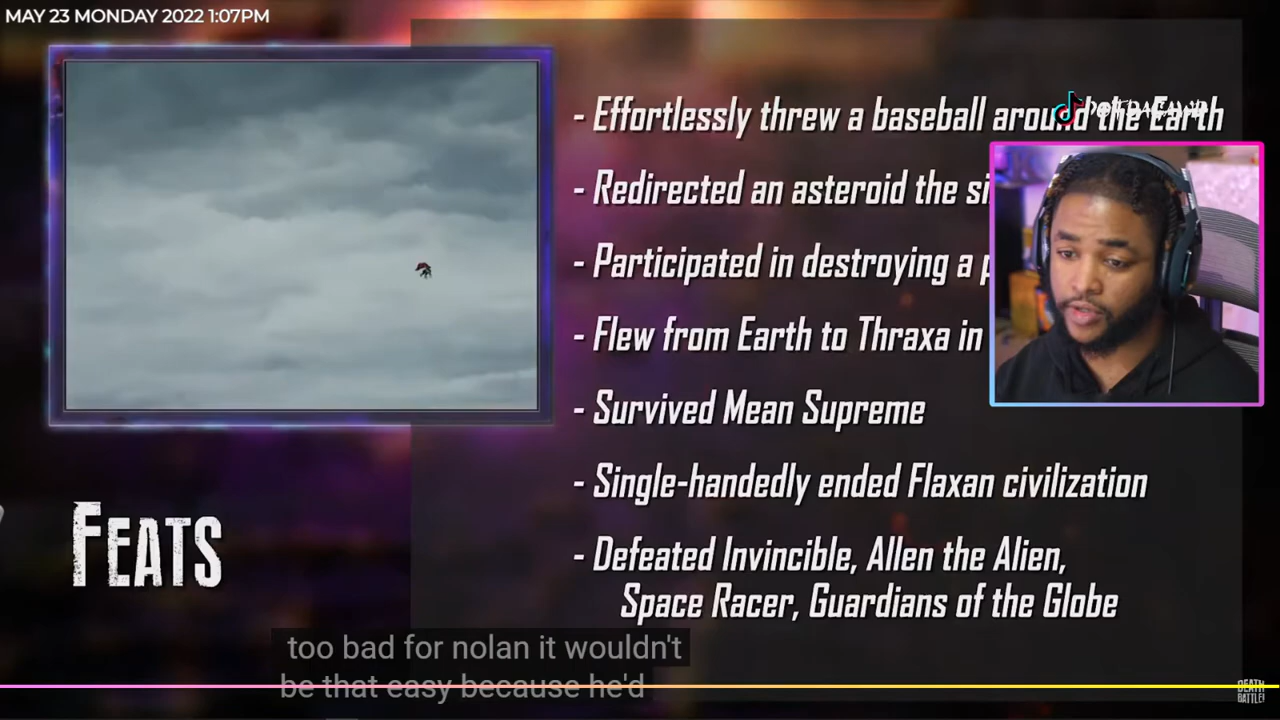 MAY 23 MONDAY 2022 1:07PM
- Effortlessly threw a baseball around the Earth
- Redirected an asteroid the
- Participated in destroying a
- Flew from Earth to Thraxa in
- Survived Mean Supreme
- Single-handedly ended Flaxan civilization
- Defeated Invincible, Allen the Alien,
Space Racer, Guardians of the Globe
FEATS
too bad for nolan it wouldn't
be that easy because he'd
DEATH
BATTLE!